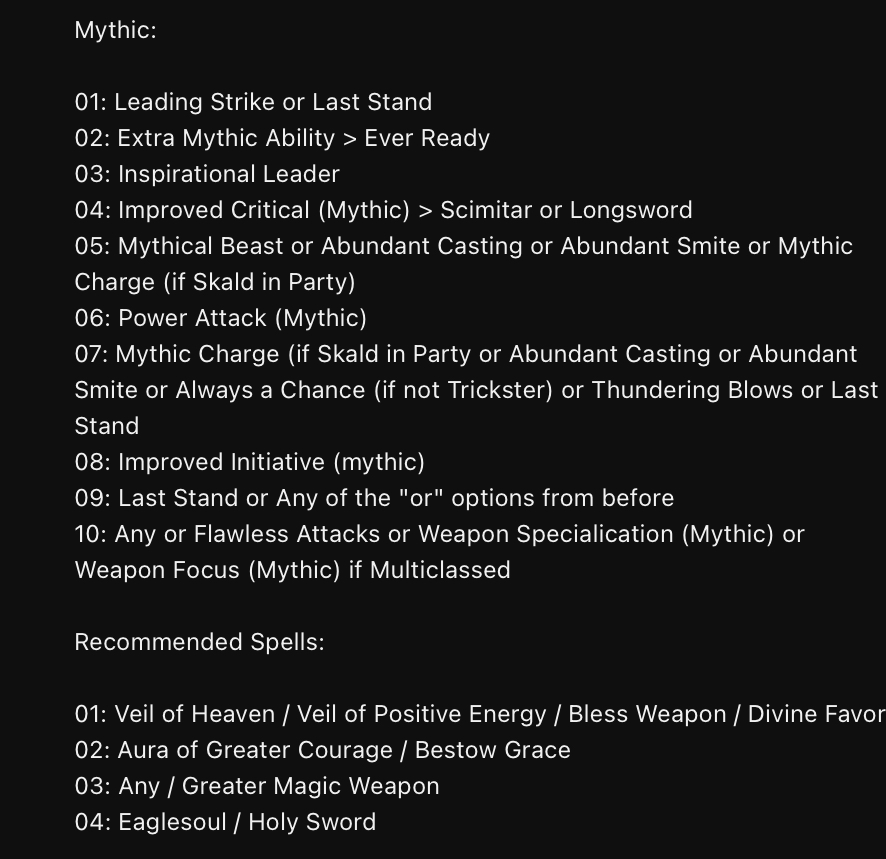 Mythic:
01: Leading Strike or Last Stand
02: Extra Mythic Ability > Ever Ready
03: Inspirational Leader
04: Improved Critical (Mythic) > Scimitar or Longsword
05: Mythical Beast or Abundant Casting or Abundant Smite or Mythic
Charge (if Skald in Party)
06: Power Attack (Mythic)
07: Mythic Charge (if Skald in Party or Abundant Casting or Abundant
Smite or Always a Chance (if not Trickster) or Thundering Blows or Last
Stand
08: Improved Initiative (mythic)
09: Last Stand or Any of the "or" options from before
10: Any or Flawless Attacks or Weapon Specialication (Mythic) or
Weapon Focus (Mythic) if Multiclassed
Recommended Spells:
01: Veil of Heaven / Veil of Positive Energy / Bless Weapon / Divine Favor
02: Aura of Greater Courage / Bestow Grace
03: Any / Greater Magic Weapon
04: Eaglesoul / Holy Sword